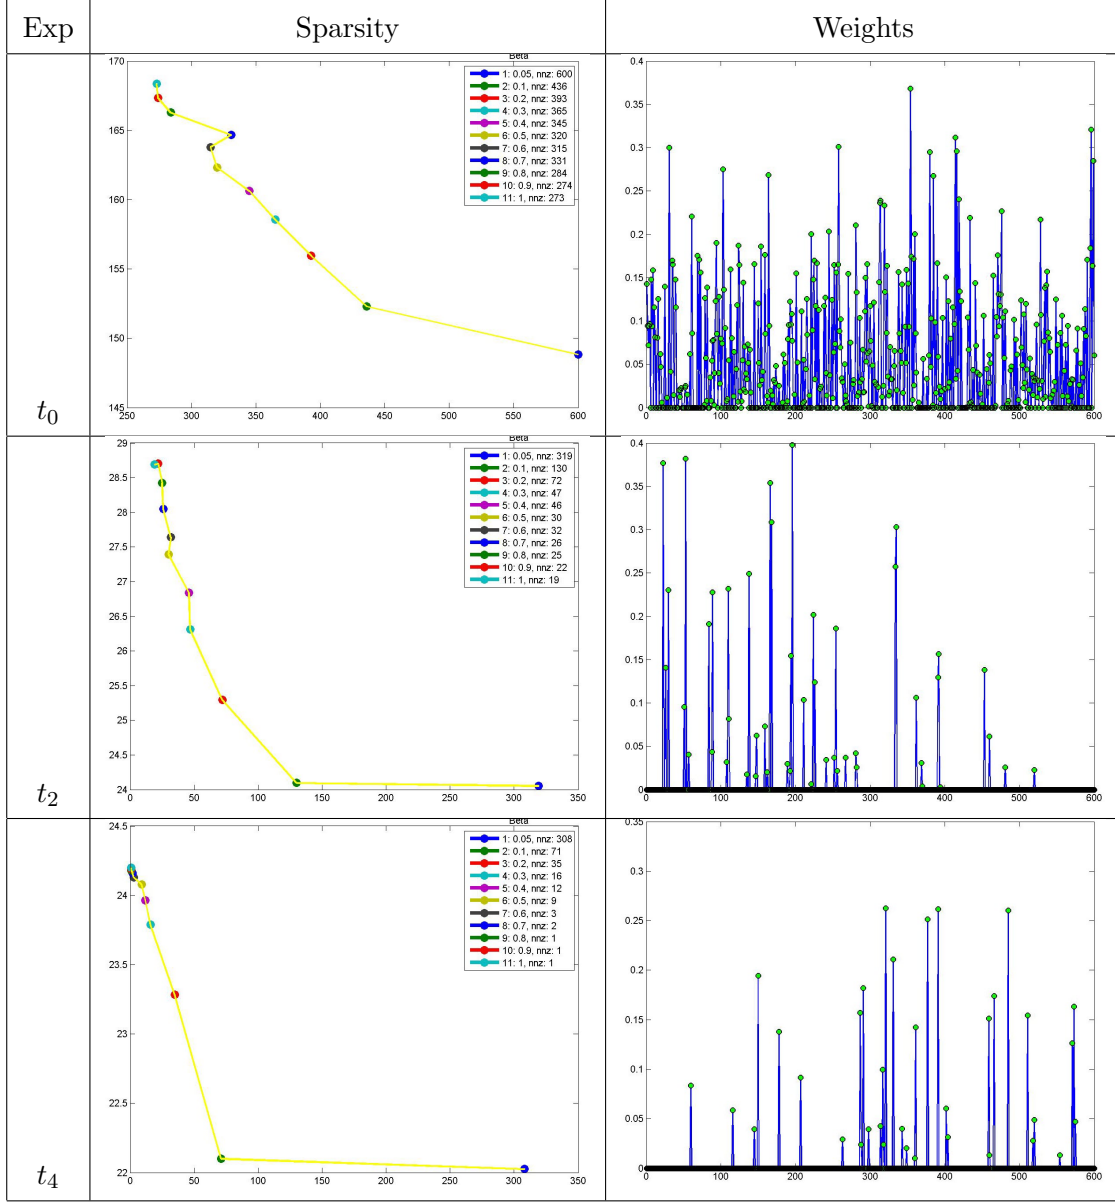 Exp Sparsity Weights
t0
Beta
1: 0.05, nnz: 600
2: 0.1, nnz: 436
3: 0.2, nnz: 393
4: 0.3, nnz: 365
5: 0.4, nnz: 345
6: 0.5, nnz: 320
7: 0.6, nnz: 315
8: 0.7, nnz: 331
9: 0.8, nnz: 284
10: 0.9, nnz: 274
11: 1, nnz: 273
170
165
160
155
150
145
250 300 350 400 450 500 550 600
0.4
0.35
0.3
0.25
0.2
0.15
0.1
0.05
0
0 100 200 300 400 500 600
t2
Beta
1: 0.05, nnz: 319
2: 0.1, nnz: 130
3: 0.2, nnz: 72
4: 0.3, nnz: 47
5: 0.4, nnz: 46
6: 0.5, nnz: 30
7: 0.6, nnz: 32
8: 0.7, nnz: 26
9: 0.8, nnz: 25
10: 0.9, nnz: 22
11: 1, nnz: 19
29
28.5
28
27.5
27
26.5
26
25.5
25
24.5
24
0 50 100 150 200 250 300 350
0.4
0.35
0.3
0.25
0.2
0.15
0.1
0.05
0
0 100 200 300 400 500 600
t4
Beta
1: 0.05, nnz: 308
2: 0.1, nnz: 71
3: 0.2, nnz: 35
4: 0.3, nnz: 16
5: 0.4, nnz: 12
6: 0.5, nnz: 9
7: 0.6, nnz: 3
8: 0.7, nnz: 2
9: 0.8, nnz: 1
10: 0.9, nnz: 1
11: 1, nnz: 1
24.5
24
23.5
23
22.5
22
0 50 100 150 200 250 300 350
0.35
0.3
0.25
0.2
0.15
0.1
0.05
0
0 100 200 300 400 500 600